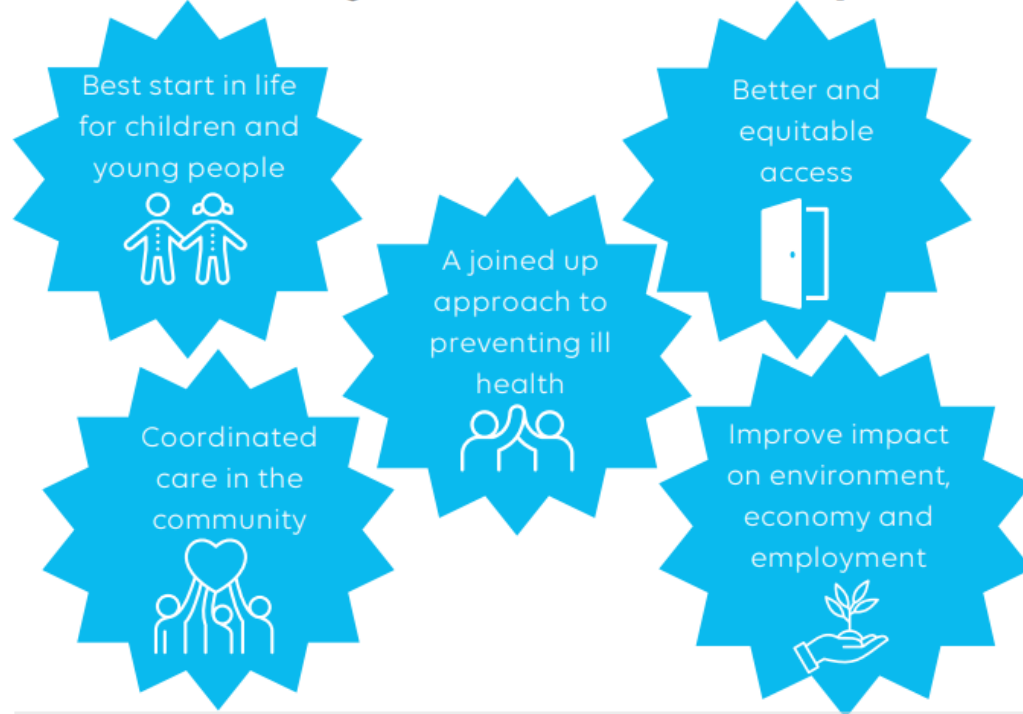 Best start in life
for children and
young people
Better and
equitable
access
A joined up
approach to
preventing ill
health
Coordinated
care in the
community
Improve impact
on environment,
economy and
employment